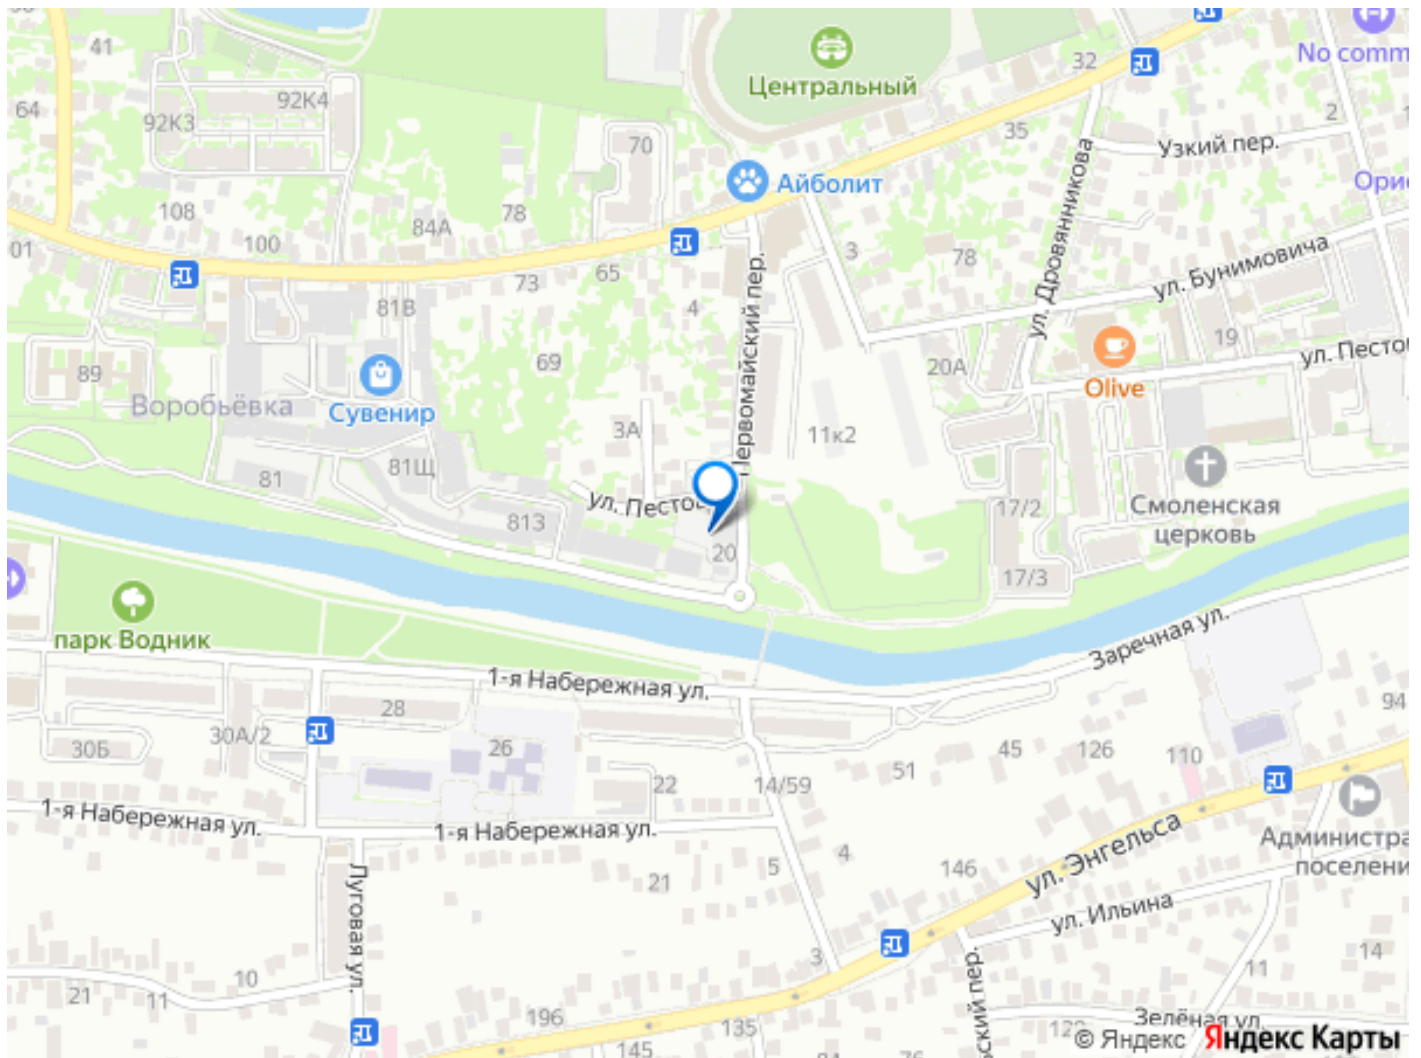 41
Центральный
32
No comm
64
92К4
92К3
70
35
2
Узкий пер.
Айболит
Орис
108
78
84А
100
01
65
73
3
78
ул. Дровянникова
ул. Бунимовича
81В
4
Первомайский пер.
19
ул. Песто
69
20А
89
Воробьёвка
Сувенир
Olive
3А
11к2
81
81Щ
813
ул. Пестов
17/2
Смоленская
церковь
20
17/3
парк Водник
Заречная ул.
1-я Набережная ул.
94
28
30А/2
30Б
26
45
126
110
51
22
14/59
1-я Набережная ул.
1-я Набережная ул.
Администра
поселени
ул. Энгельса
4
5
146
21
Луговая ул.
ул. Ильина
3
14
10
11
11
21
ьский пер.
196
135
145
Зелёная ул.
© Яндекс Яндекс Карты